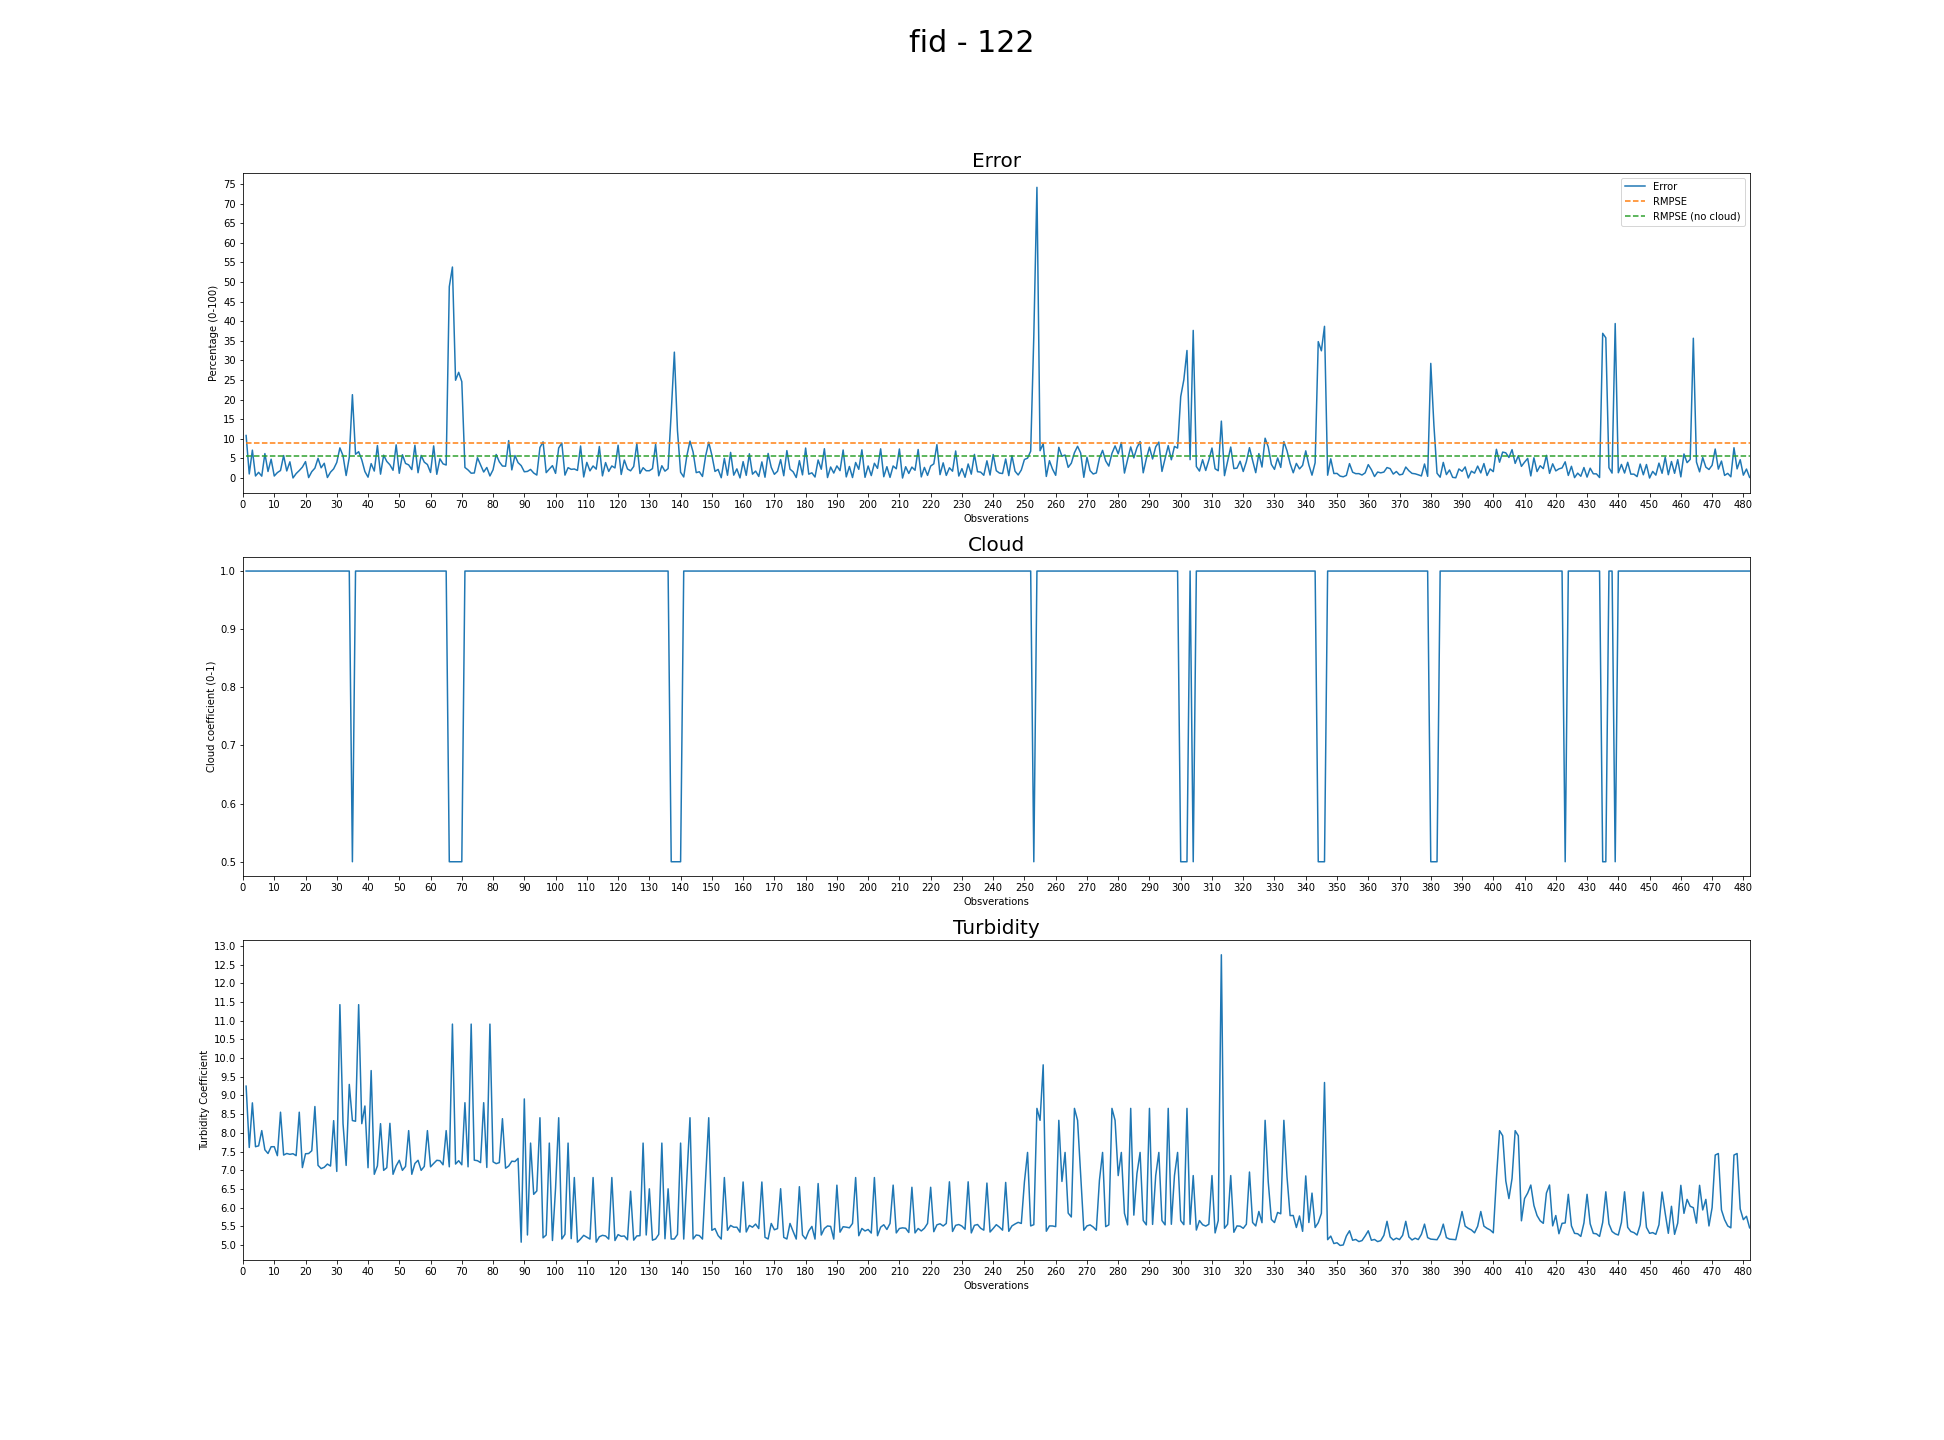 fid - 122
Error
75
70
65
60
55
50
45
40
35
30
25
20
15
10
5
0
Percentage (0-100)
Error
RMPSE
RMPSE (no cloud)
0 10 20 30 40 50 60 70 80 90 100 110 120 130 140 150 160 170 180 190 200 210 220 230 240 250 260 270 280 290 300 310 320 330 340 350 360 370 380 390 400 410 420 430 440 450 460 470 480
Obsverations
Cloud
1.0
0.9
0.8
0.7
0.6
0.5
Cloud coefficient (0-1)
0 10 20 30 40 50 60 70 80 90 100 110 120 130 140 150 160 170 180 190 200 210 220 230 240 250 260 270 280 290 300 310 320 330 340 350 360 370 380 390 400 410 420 430 440 450 460 470 480
Obsverations
Turbidity
13.0
12.5
12.0
11.5
11.0
10.5
10.0
9.5
9.0
8.5
8.0
7.5
7.0
6.5
6.0
5.5
5.0
Turbidity Coefficient
0 10 20 30 40 50 60 70 80 90 100 110 120 130 140 150 160 170 180 190 200 210 220 230 240 250 260 270 280 290 300 310 320 330 340 350 360 370 380 390 400 410 420 430 440 450 460 470 480
Obsverations